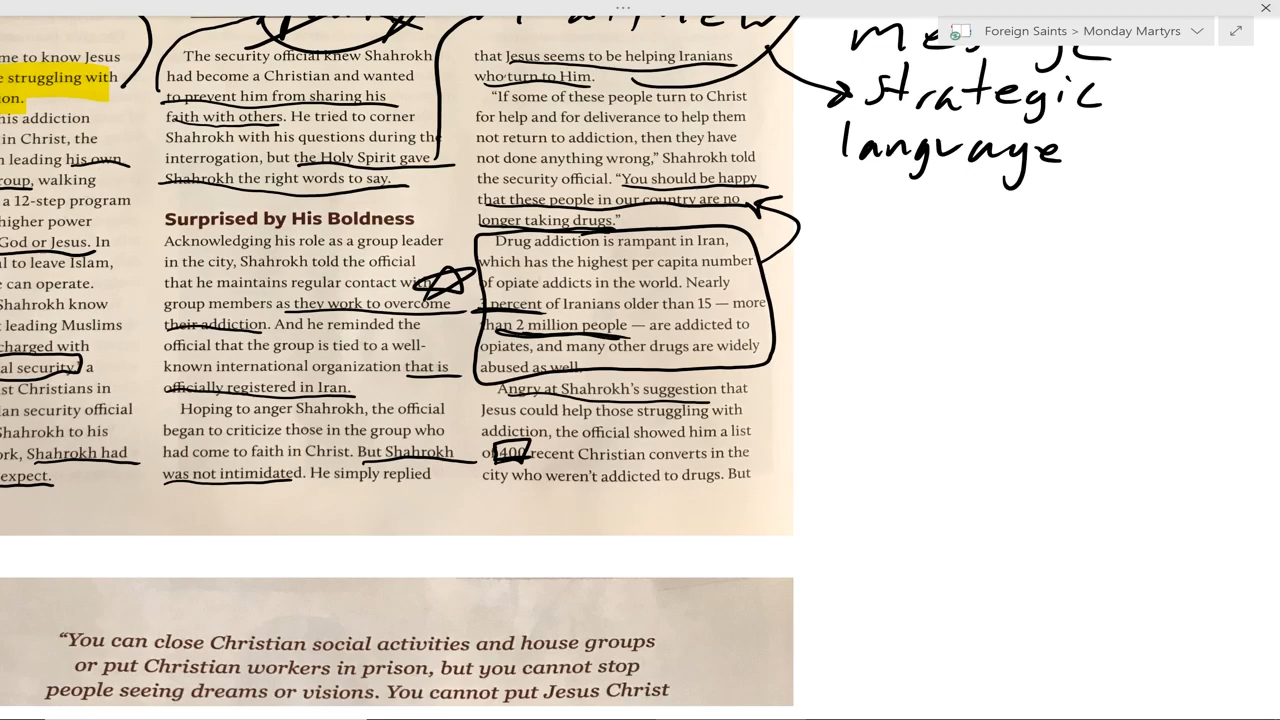 Foreign Saints > Monday Martyrs
strategic
language
me to know Jesus
e struggling with
ion.
his addiction
in Christ, the
n leading his own
roup, walking
a 12-step program
higher power
God or Jesus. In
al to leave Islam,
e can operate.
Shahrokh know
t leading Muslims
charged with
al security," a
st Christians in
ian security official
Shahrokh to his
ork, Shahrokh had
expect.
The security official knew Shahrokh
had become a Christian and wanted
to prevent him from sharing his
faith with others. He tried to corner
Shahrokh with his questions during the
interrogation, but the Holy Spirit gave
Shahrokh the right words to say.
Surprised by His Boldness
Acknowledging his role as a group leader
in the city, Shahrokh told the official
that he maintains regular contact with
group members as they work to overcome
their addiction. And he reminded the
official that the group is tied to a well-
known international organization that is
officially registered in Iran.
Hoping to anger Shahrokh, the official
began to criticize those in the group who
had come to faith in Christ. But Shahrokh
was not intimidated. He simply replied
that Jesus seems to be helping Iranians
who turn to Him.
“If some of these people turn to Christ
for help and for deliverance to help them
not return to addiction, then they have
not done anything wrong,” Shahrokh told
the security official. “You should be happy
that these people in our country are no
longer taking drugs.”
Drug addiction is rampant in Iran,
which has the highest per capita number
of opiate addicts in the world. Nearly
3 percent of Iranians older than 15 — more
than 2 million people — are addicted to
opiates, and many other drugs are widely
abused as well.
Angry at Shahrokh’s suggestion that
Jesus could help those struggling with
addiction, the official showed him a list
of 400 recent Christian converts in the
city who weren’t addicted to drugs. But
“You can close Christian social activities and house groups
or put Christian workers in prison, but you cannot stop
people seeing dreams or visions. You cannot put Jesus Christ